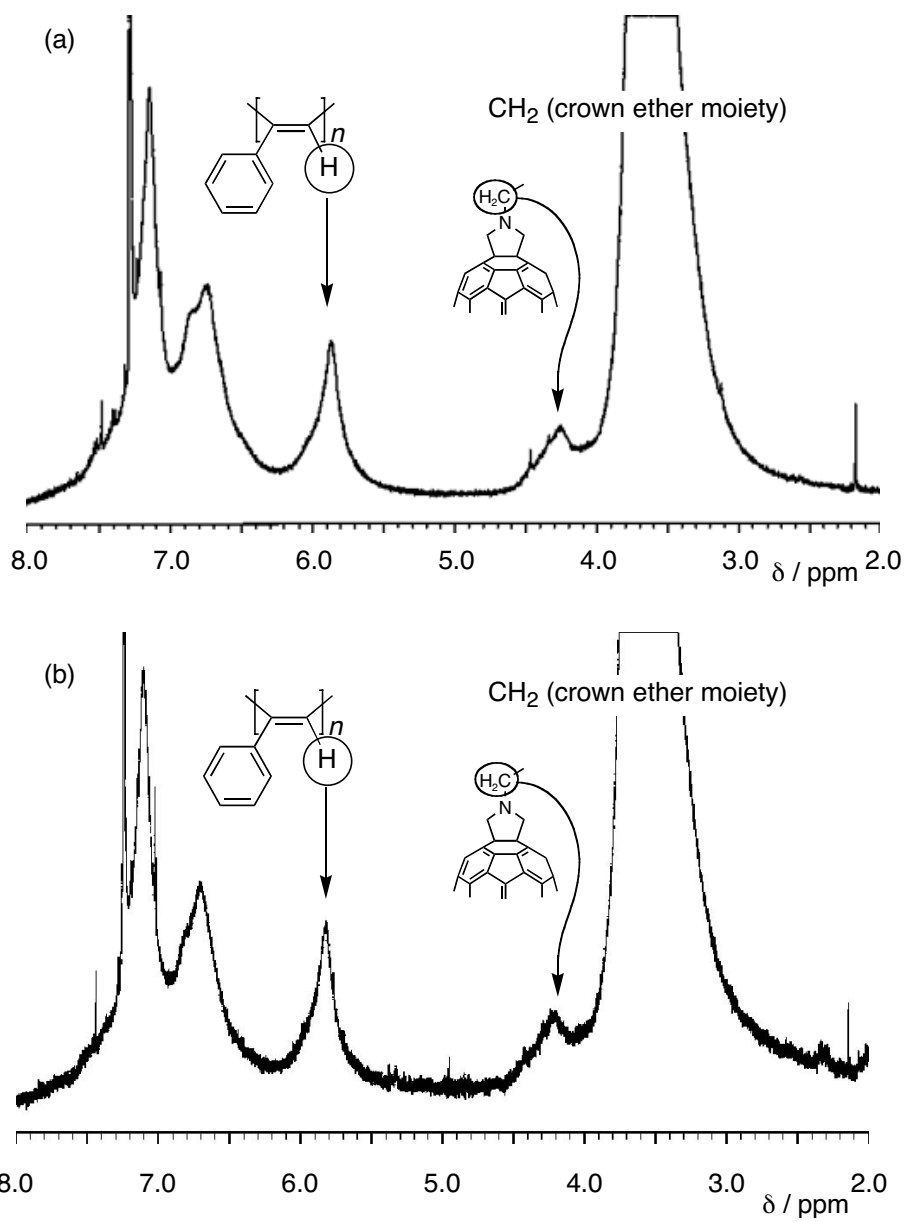 (a)
n
H
CH2 (crown ether moiety)
H2C
N
8.0 7.0 6.0 5.0 4.0 3.0 2.0
δ / ppm
(b)
n
H
CH2 (crown ether moiety)
H2C
N
8.0 7.0 6.0 5.0 4.0 3.0 2.0
δ / ppm